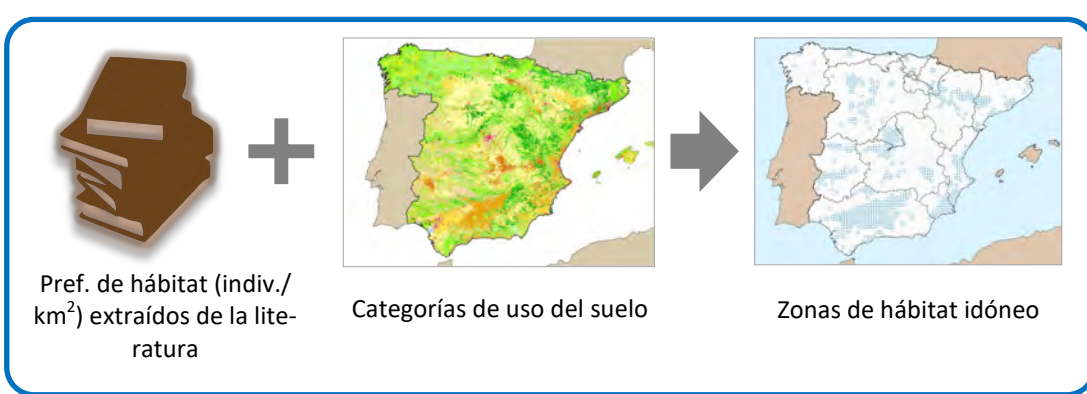 Pref. de hábitat (indiv./
km²) extraídos de la lite-
ratura
Categorías de uso del suelo
Zonas de hábitat idóneo